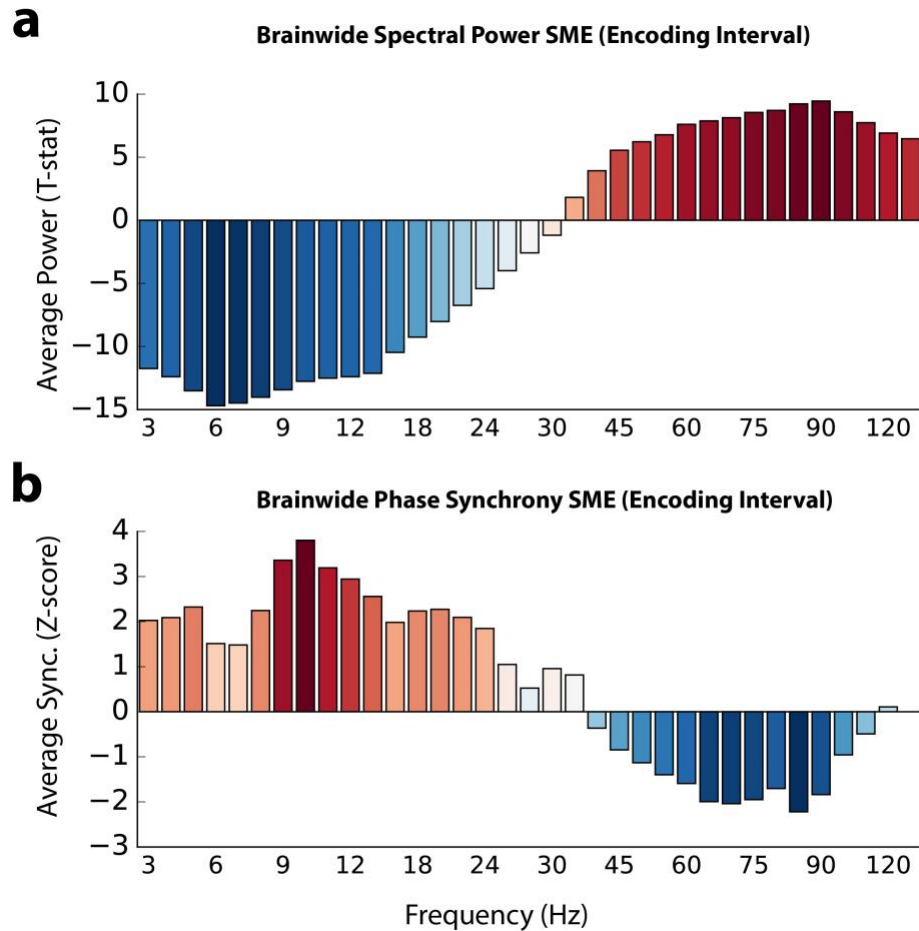 a
Brainwide Spectral Power SME (Encoding Interval)
Average Power (T-stat)
10
5
0
−5
−10
−15
3 6 9 12 18 24 30 45 60 75 90 120
b
Brainwide Phase Synchrony SME (Encoding Interval)
Average Sync. (Z-score)
4
3
2
1
0
−1
−2
−3
3 6 9 12 18 24 30 45 60 75 90 120
Frequency (Hz)